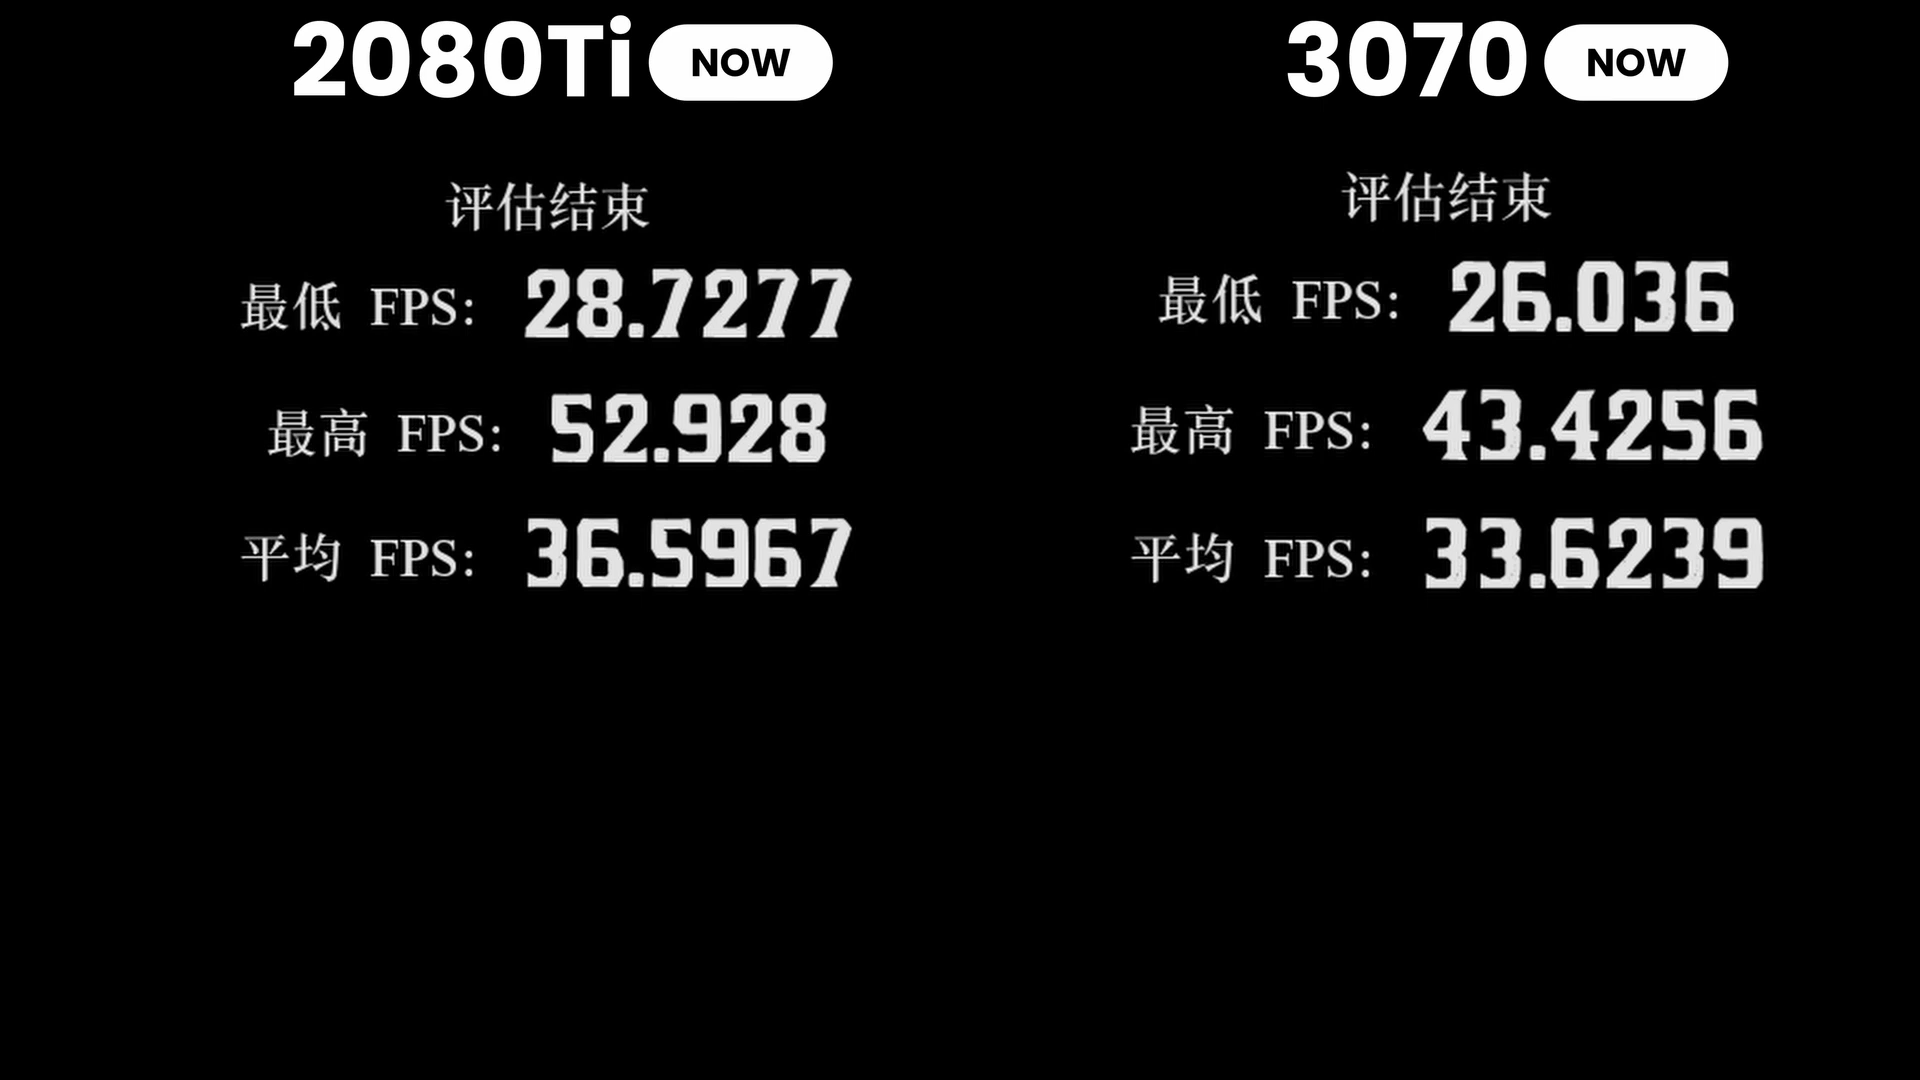 2080Ti NOW
评估结束
最低 FPS: 28.7277
最高 FPS: 52.928
平均 FPS: 36.5967
3070 NOW
评估结束
最低 FPS: 26.036
最高 FPS: 43.4256
平均 FPS: 33.6239